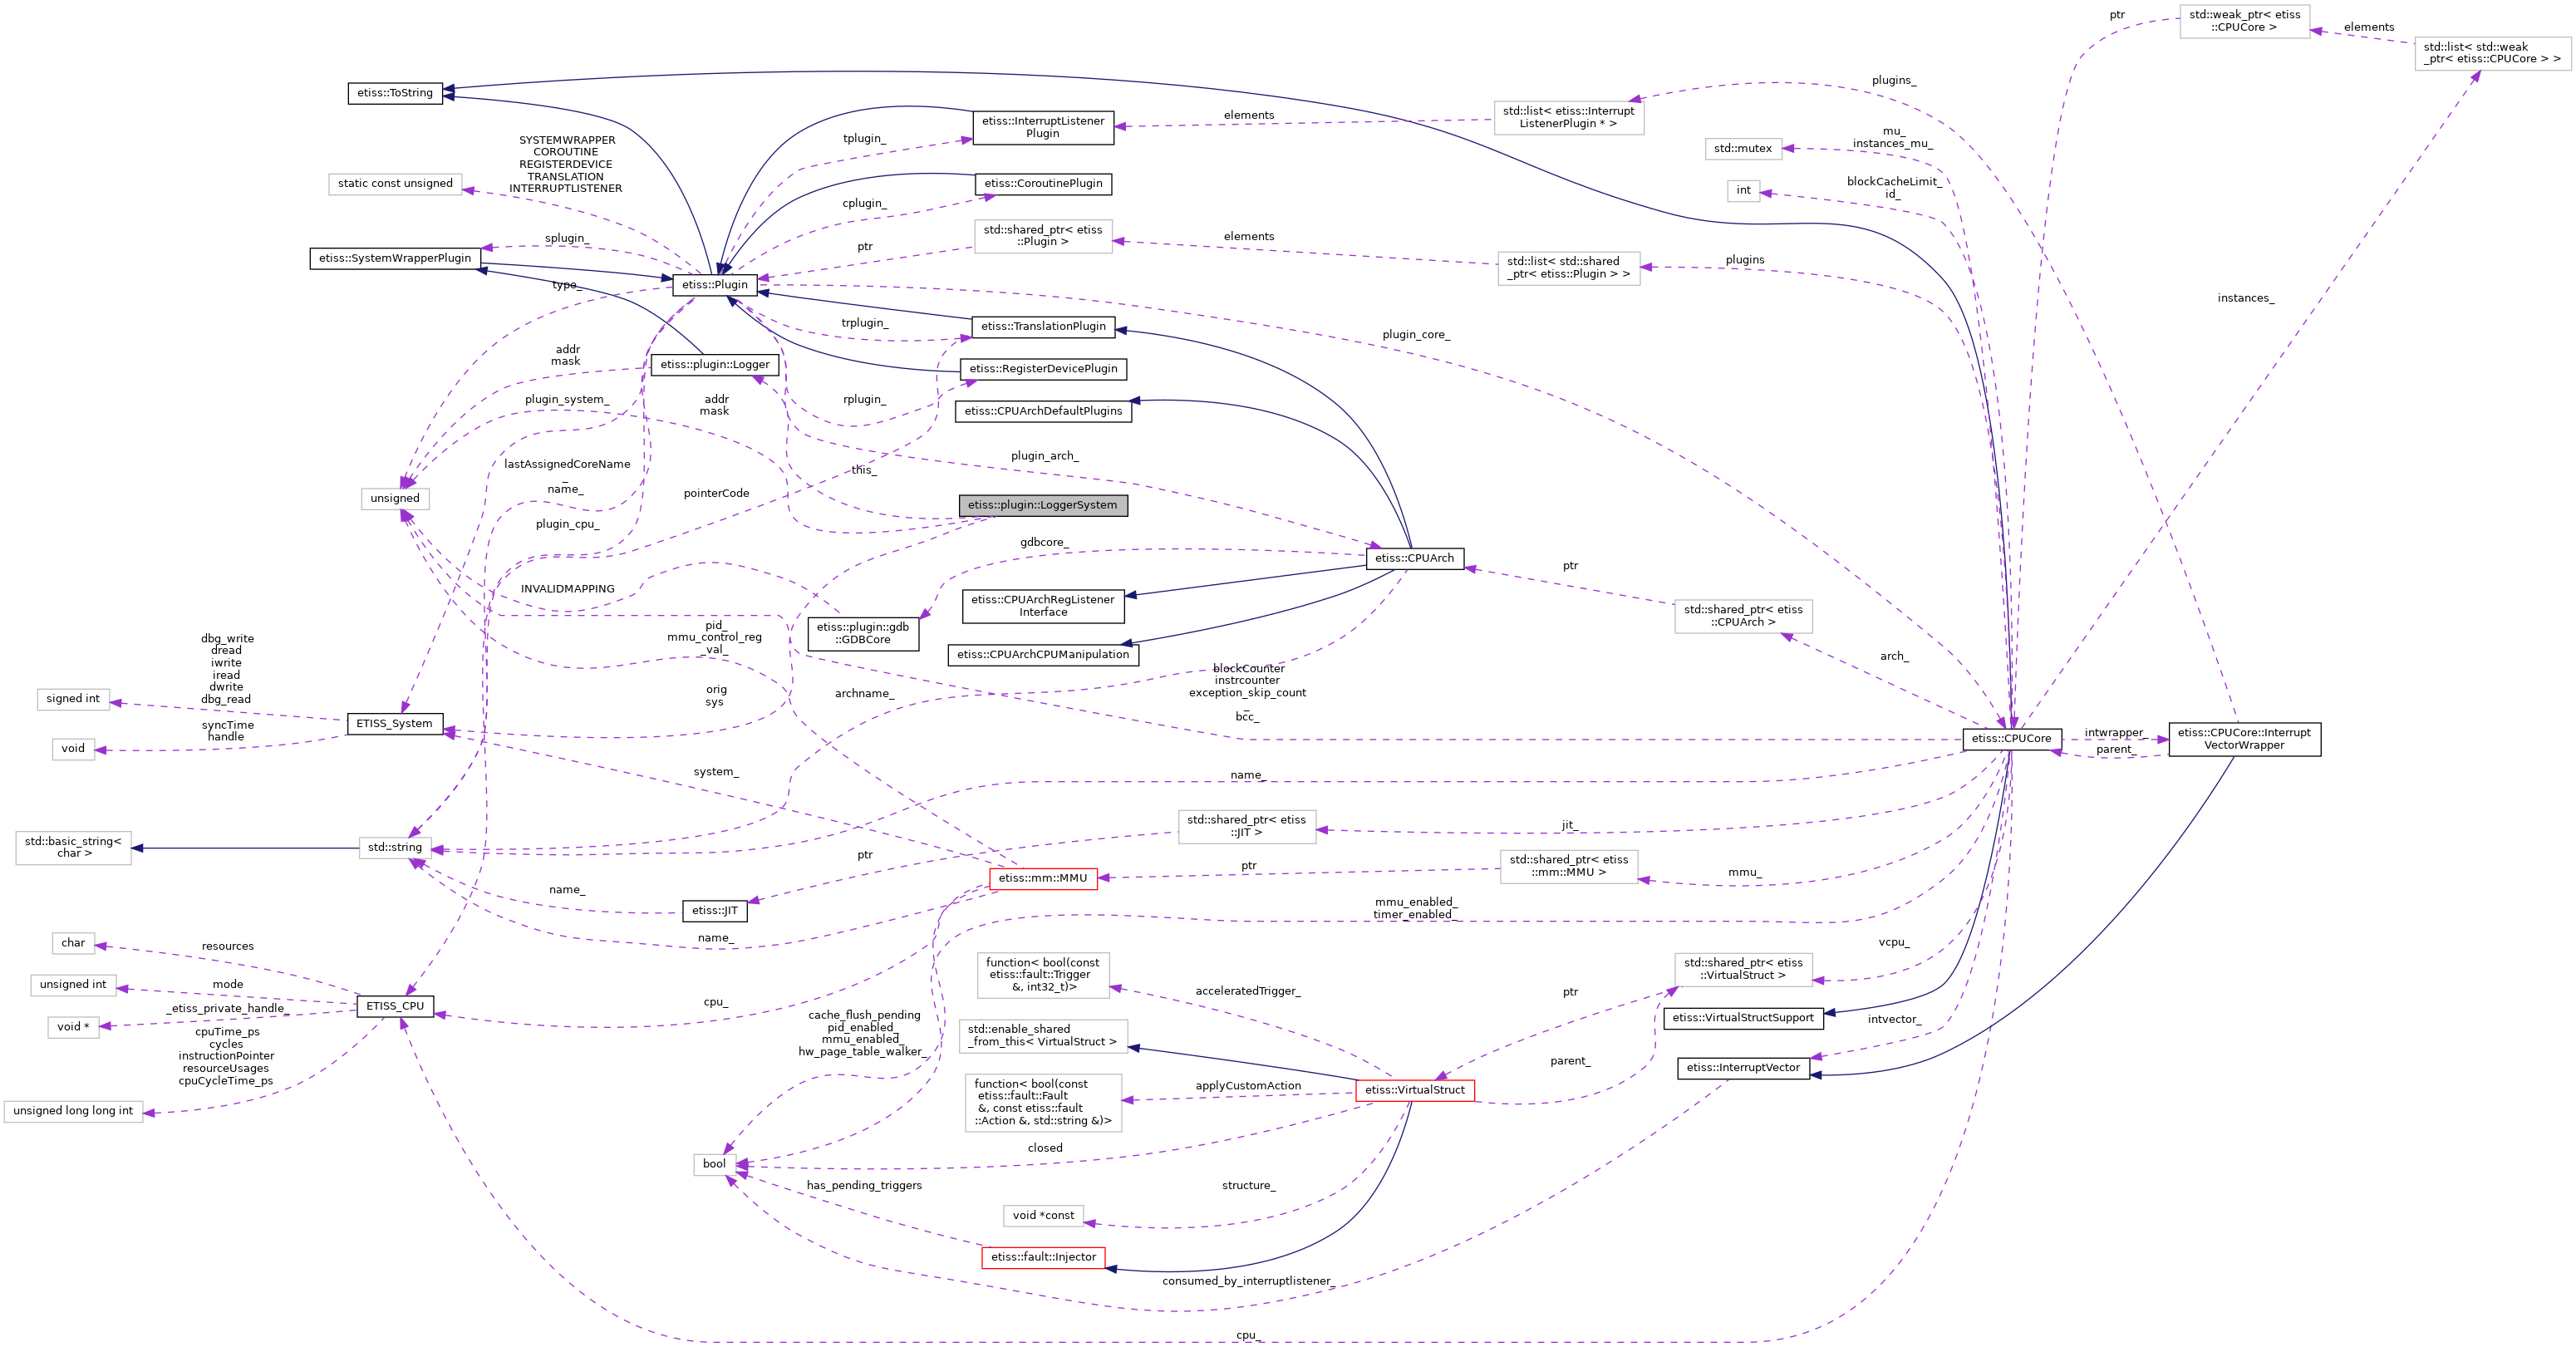 ptr
std::weak_ptr< etiss
::CPUCore >
elements
std::list< std::weak
_ptr< etiss::CPUCore > >
etiss::ToString
plugins_
etiss::InterruptListener
Plugin
elements
std::list< etiss::Interrupt
ListenerPlugin * >
tplugin_
mu_
instances_mu_
std::mutex
SYSTEMWRAPPER
COROUTINE
REGISTERDEVICE
TRANSLATION
INTERRUPTLISTENER
static const unsigned
etiss::CoroutinePlugin
cplugin_
blockCacheLimit_
id_
int
splugin_
etiss::SystemWrapperPlugin
ptr
std::shared_ptr< etiss
::Plugin >
elements
std::list< std::shared
_ptr< etiss::Plugin > >
plugins
etiss::Plugin
type_
instances_
trplugin_
etiss::TranslationPlugin
plugin_core_
addr
mask
etiss::plugin::Logger
etiss::RegisterDevicePlugin
plugin_system_
addr
mask
rplugin_
etiss::CPUArchDefaultPlugins
lastAssignedCoreName
_
name_
this_
plugin_arch_
unsigned
pointerCode
etiss::plugin::LoggerSystem
plugin_cpu_
gdbcore_
etiss::CPUArch
ptr
INVALIDMAPPING
etiss::CPUArchRegListener
Interface
std::shared_ptr< etiss
::CPUArch >
etiss::plugin::gdb
::GDBCore
pid_
mmu_control_reg
_val_
etiss::CPUArchCPUManipulation
arch_
dbg_write
dread
iwrite
iread
dwrite
dbg_read
signed int
orig
sys
archname_
blockCounter
instrcounter
exception_skip_count
_
bcc_
ETISS_System
syncTime
handle
void
etiss::CPUCore
intwrapper_
parent_
etiss::CPUCore::Interrupt
VectorWrapper
system_
name_
std::basic_string<
char >
std::string
std::shared_ptr< etiss
::JIT >
jit_
ptr
ptr
std::shared_ptr< etiss
::mm::MMU >
mmu_
etiss::mm::MMU
name_
etiss::JIT
mmu_enabled_
timer_enabled_
name_
char
resources
vcpu_
function< bool(const
etiss::fault::Trigger
&, int32_t)>
std::shared_ptr< etiss
::VirtualStruct >
unsigned int
mode
acceleratedTrigger_
ptr
ETISS_CPU
_etiss_private_handle_
cpu_
void *
cache_flush_pending
pid_enabled_
mmu_enabled_
hw_page_table_walker_
std::enable_shared
_from_this< VirtualStruct >
etiss::VirtualStructSupport
intvector_
cpuTime_ps
cycles
instructionPointer
resourceUsages
cpuCycleTime_ps
parent_
etiss::InterruptVector
function< bool(const
etiss::fault::Fault
&, const etiss::fault
::Action &, std::string &)>
applyCustomAction
etiss::VirtualStruct
unsigned long long int
closed
bool
has_pending_triggers
structure_
void *const
etiss::fault::Injector
consumed_by_interruptlistener_
cpu_